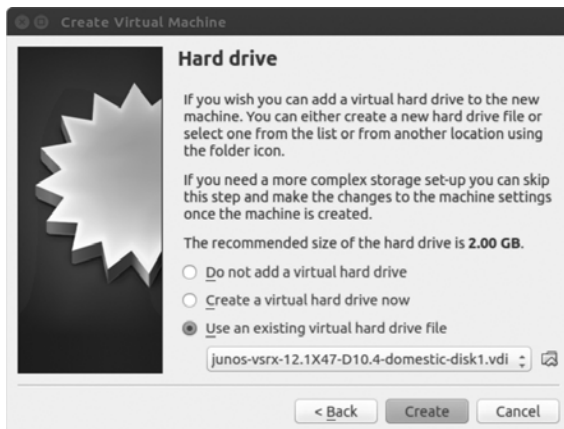 Create Virtual Machine
Hard drive
If you wish you can add a virtual hard drive to the new
machine. You can either create a new hard drive file or
select one from the list or from another location using
the folder icon.
If you need a more complex storage set-up you can skip
this step and make the changes to the machine settings
once the machine is created.
The recommended size of the hard drive is 2.00 GB.
Do not add a virtual hard drive
Create a virtual hard drive now
Use an existing virtual hard drive file
junos-vsrx-12.1X47-D10.4-domestic-disk1.vdi
< Back Create Cancel